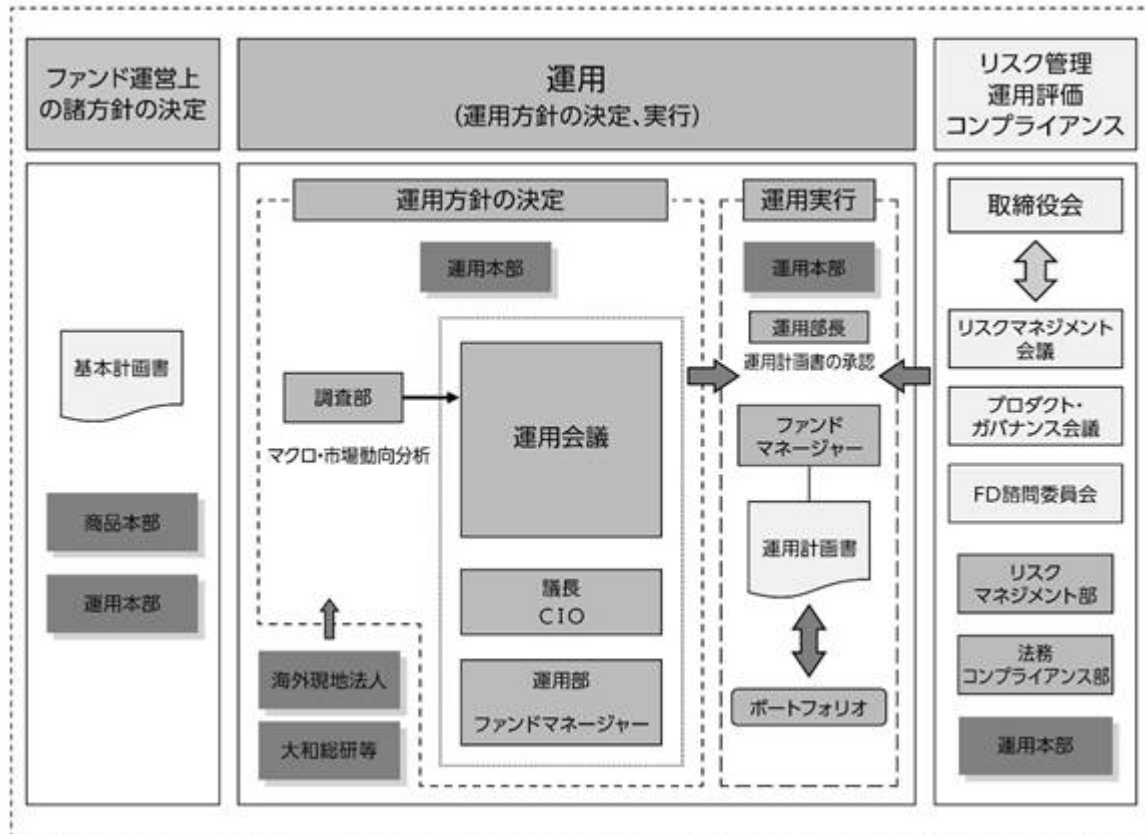 ファンド運営上
の諸方針の決定
運用
(運用方針の決定、実行)
リスク管理
運用評価
コンプライアンス
基本計画書
商品本部
運用本部
運用方針の決定
運用本部
調査部
マクロ・市場動向分析
運用会議
議長
CIO
運用部
ファンドマネージャー
海外現地法人
大和総研等
運用実行
運用本部
運用部長
運用計画書の承認
ファンド
マネージャー
運用計画書
ポートフォリオ
取締役会
リスクマネジメント
会議
プロダクト・
ガバナンス会議
FD諮問委員会
リスク
マネジメント部
法務
コンプライアンス部
運用本部